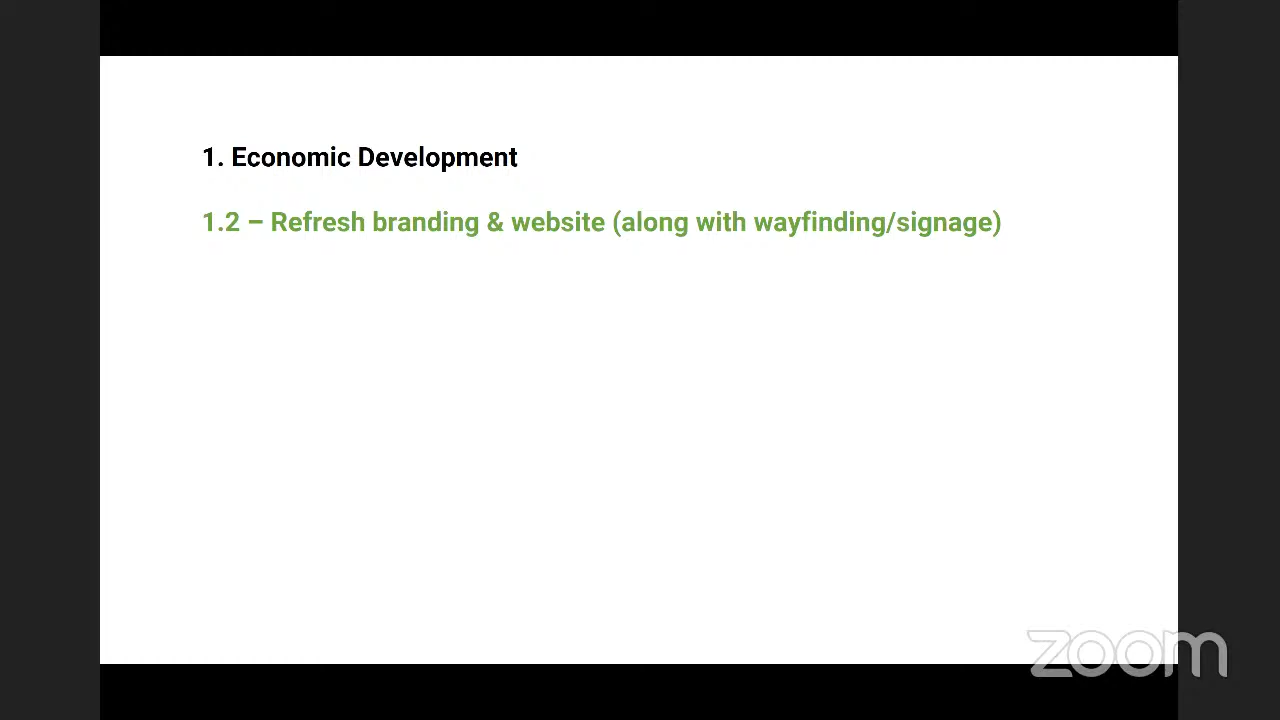 1. Economic Development
1.2 – Refresh branding & website (along with wayfinding/signage)
zoom